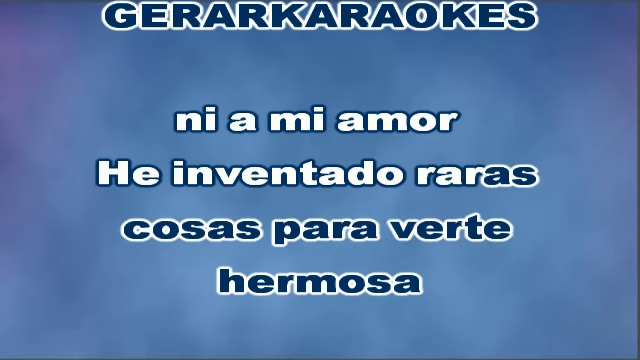 GERARKARAOKES
ni a mi amor
He inventado raras
cosas para verte
hermosa